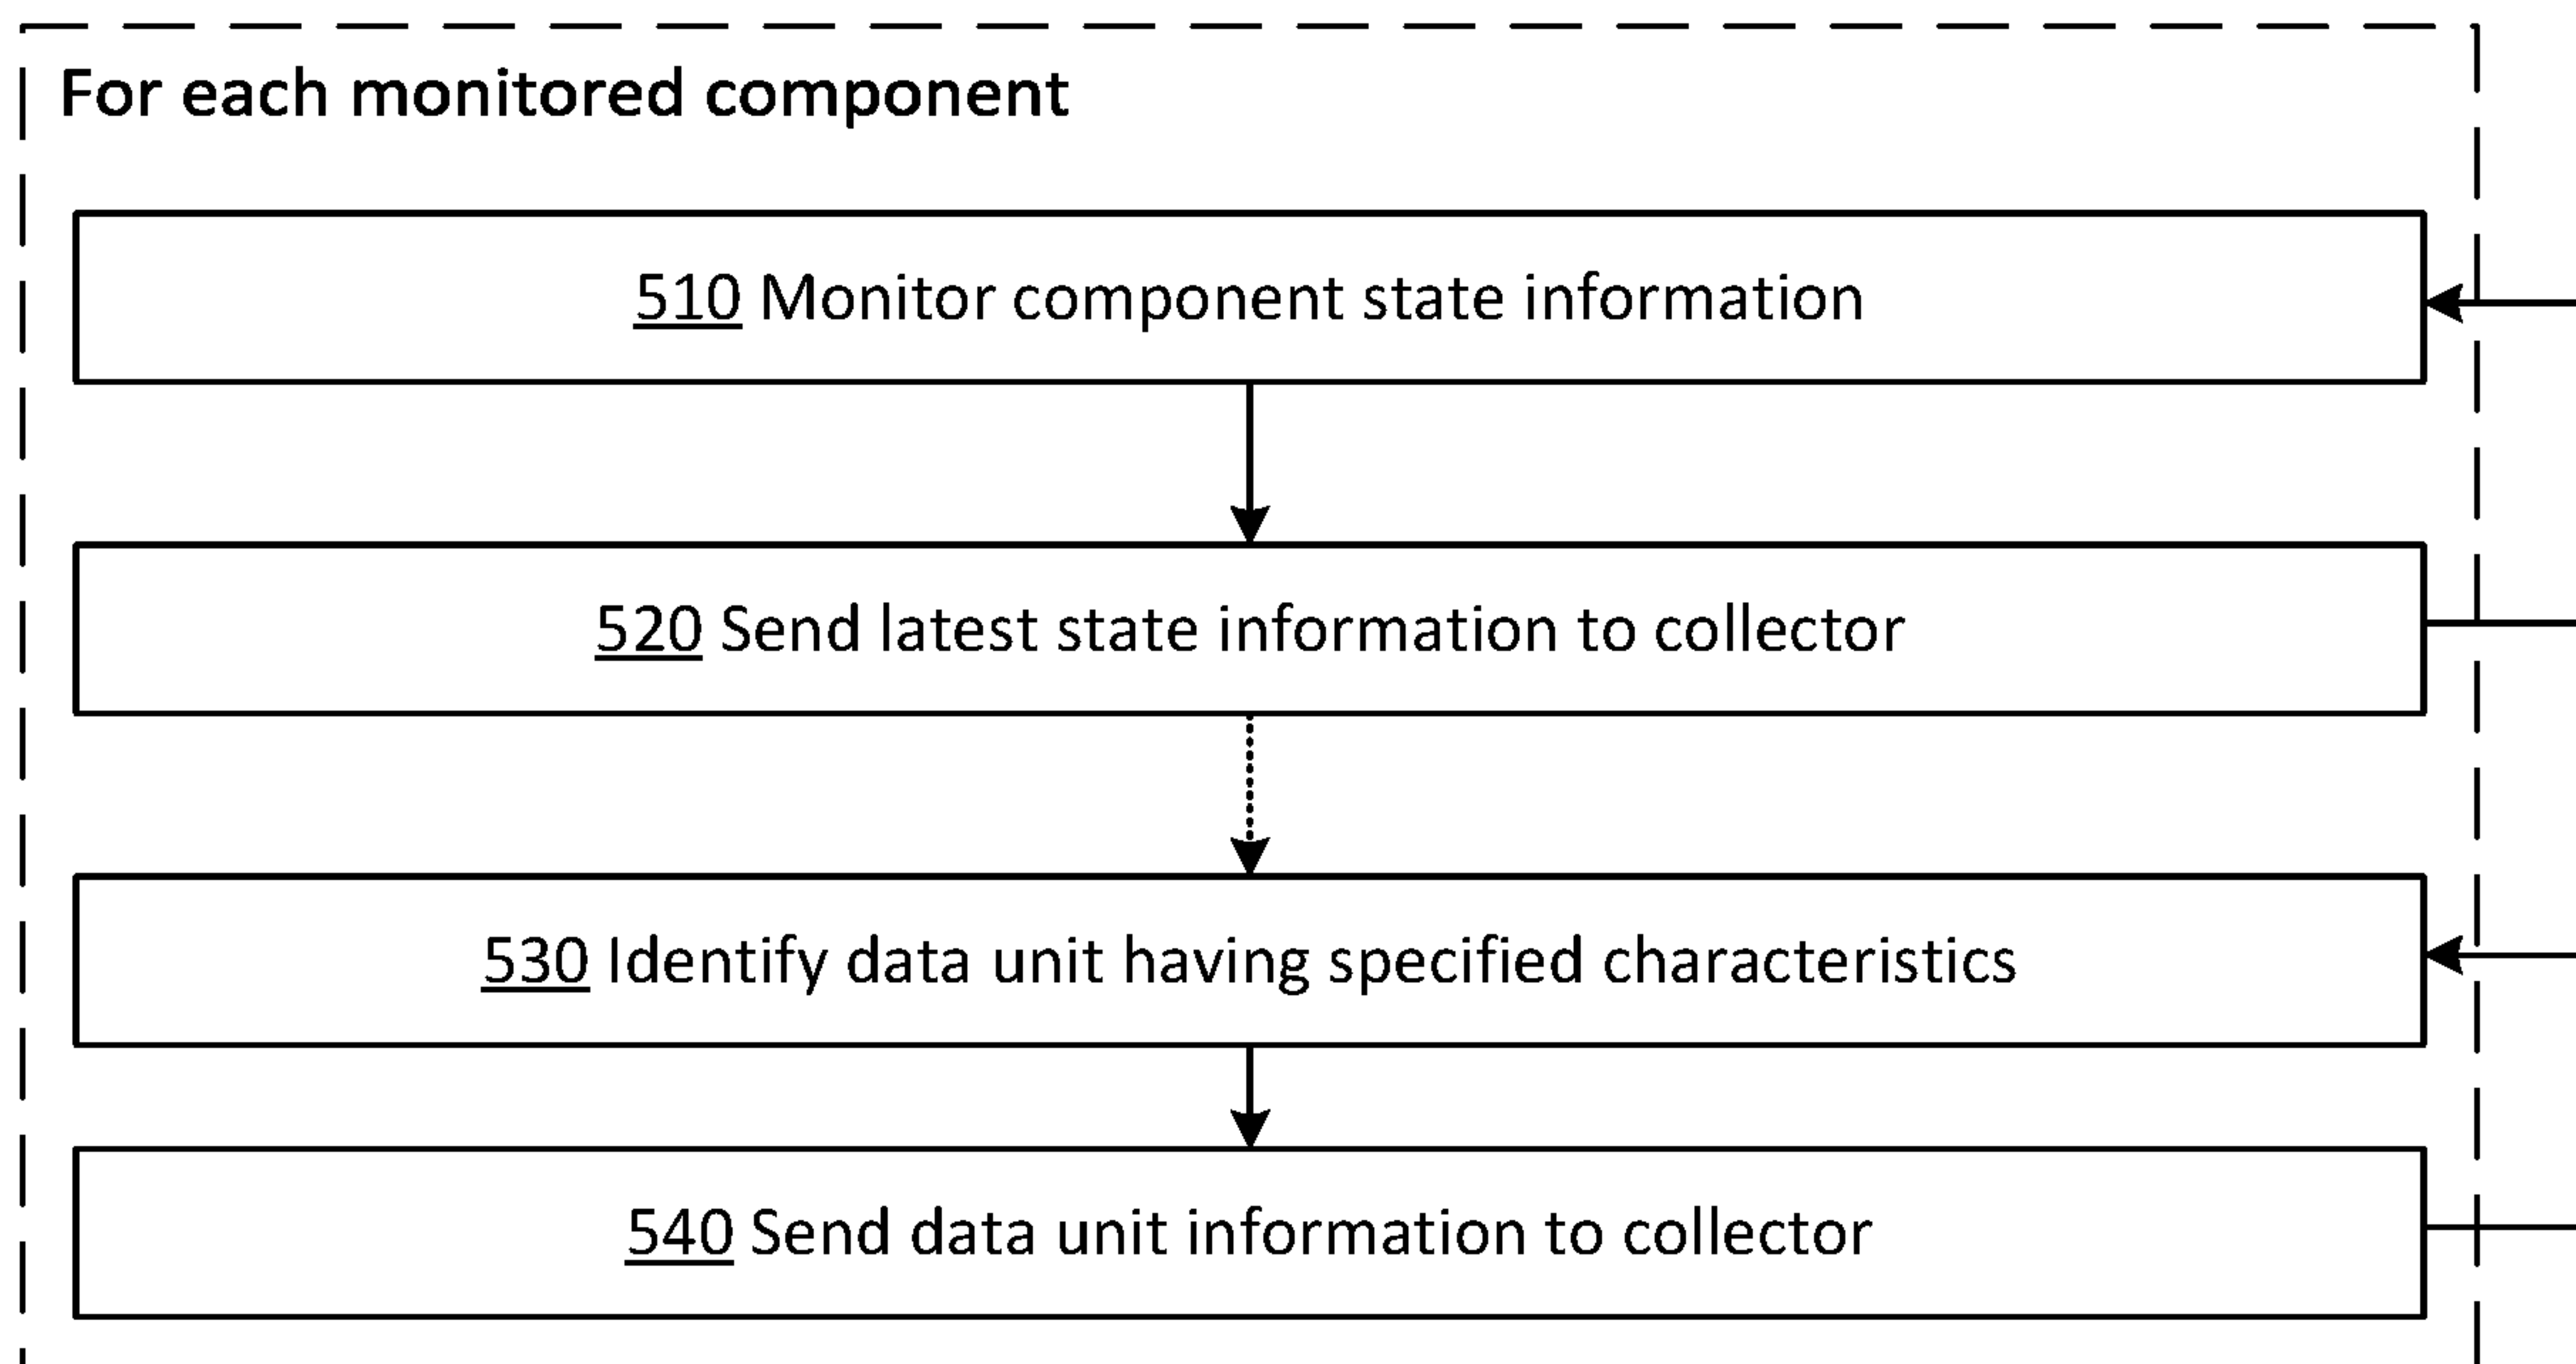 For each monitored component
510 Monitor component state information
520 Send latest state information to collector
530 Identify data unit having specified characteristics
540 Send data unit information to collector